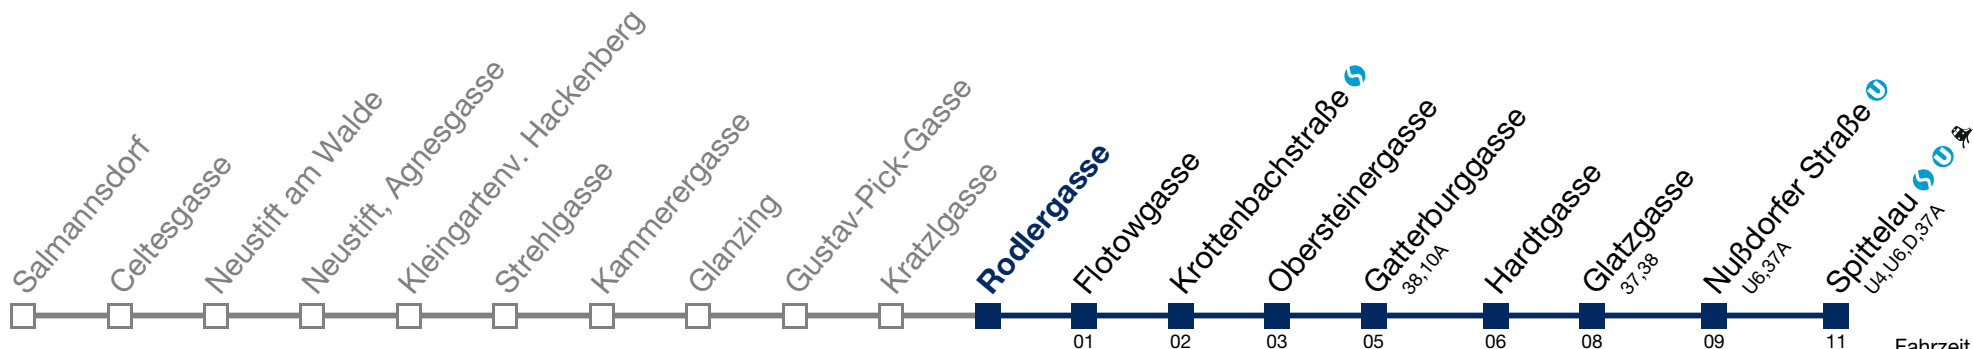 Salmannsdorf
Celtesgasse
Neustift am Walde
Neustift, Agnesgasse
Kleingartenv. Hackenberg
Strehlgasse
Kammerergasse
Glanzing
Gustav-Pick-Gasse
Kratzlgasse
Rodlergasse
Flotowgasse
Krottenbachstraße
Obersteinergasse
Gatterburggasse
38,10A
Hardtgasse
Glatzgasse
37,38
Nußdorfer Straße
U6,37A
Spittelau
U4,U6,D,37A
01 02 03 05 06 08 09 11 Fahrzeit